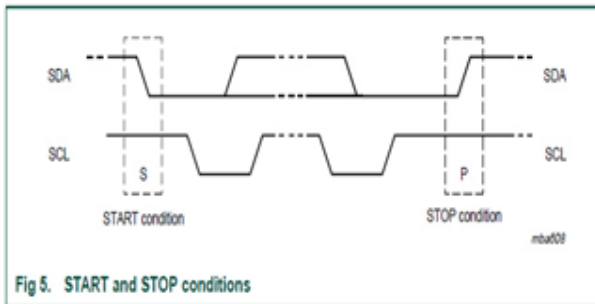 SDA SDA
SCL SCL
S P
START condition STOP condition
mba608
Fig 5. START and STOP conditions